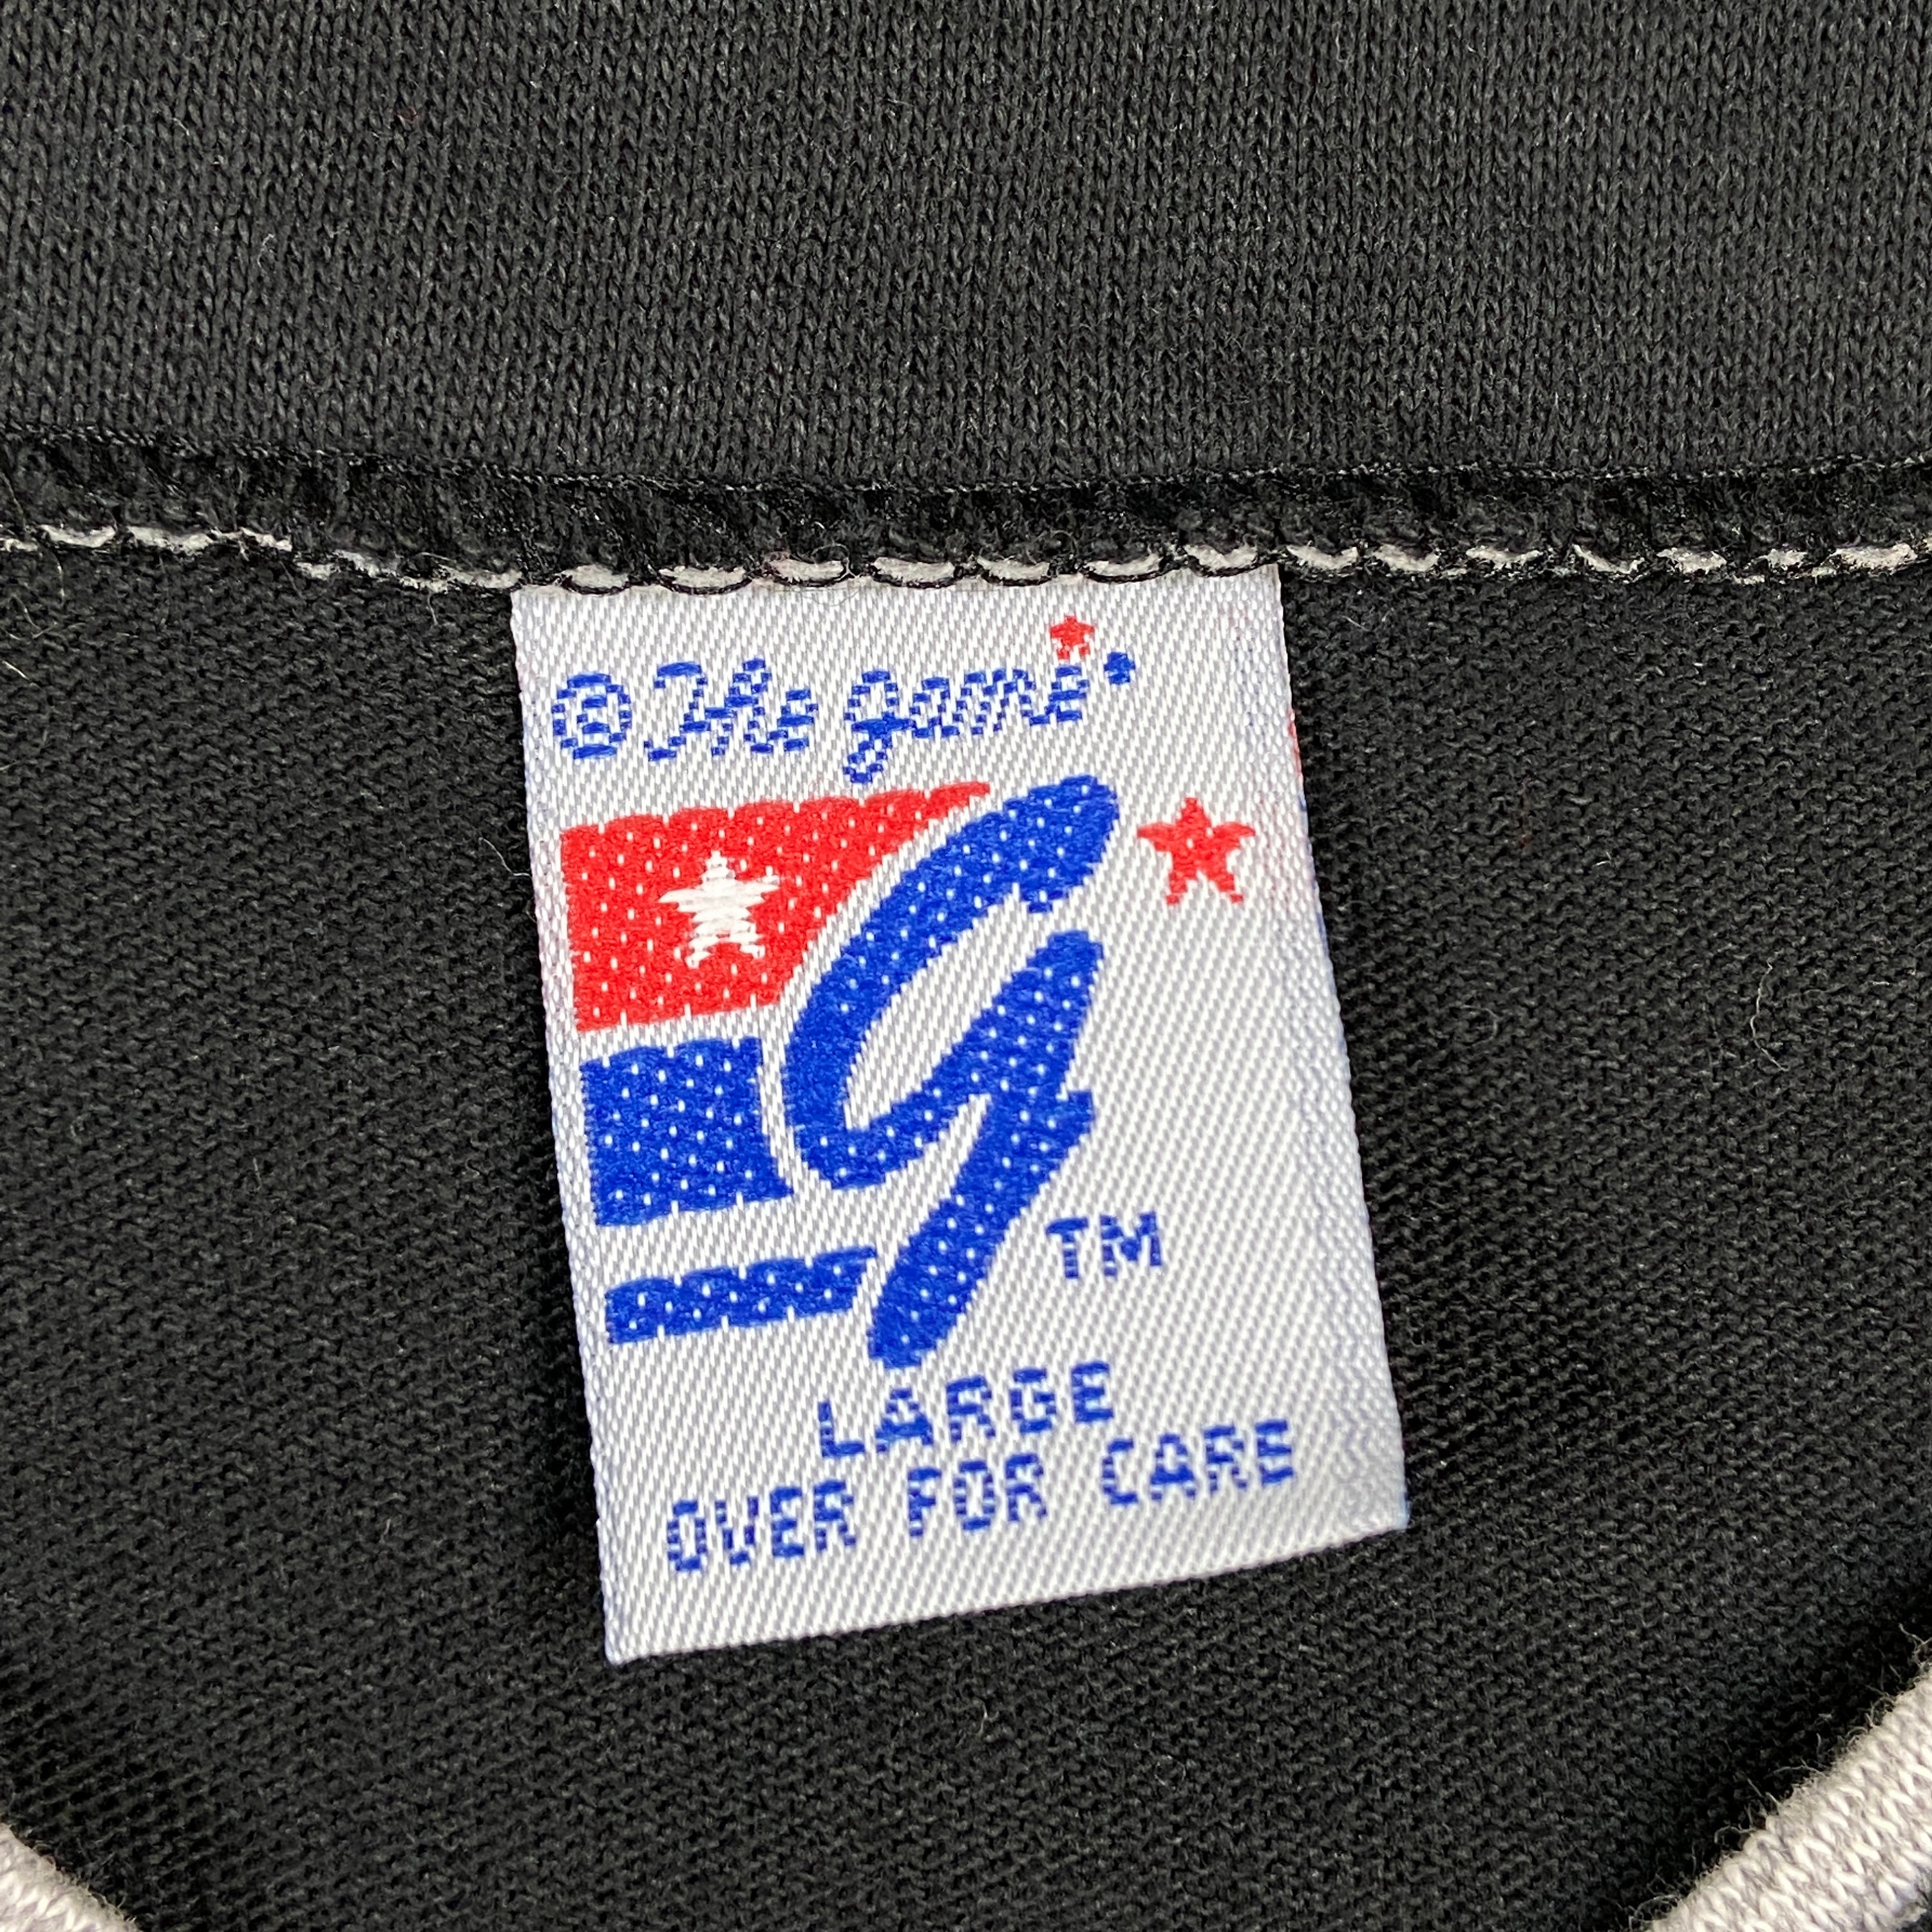 © The game
g
TM
LARGE
OVER FOR CARE